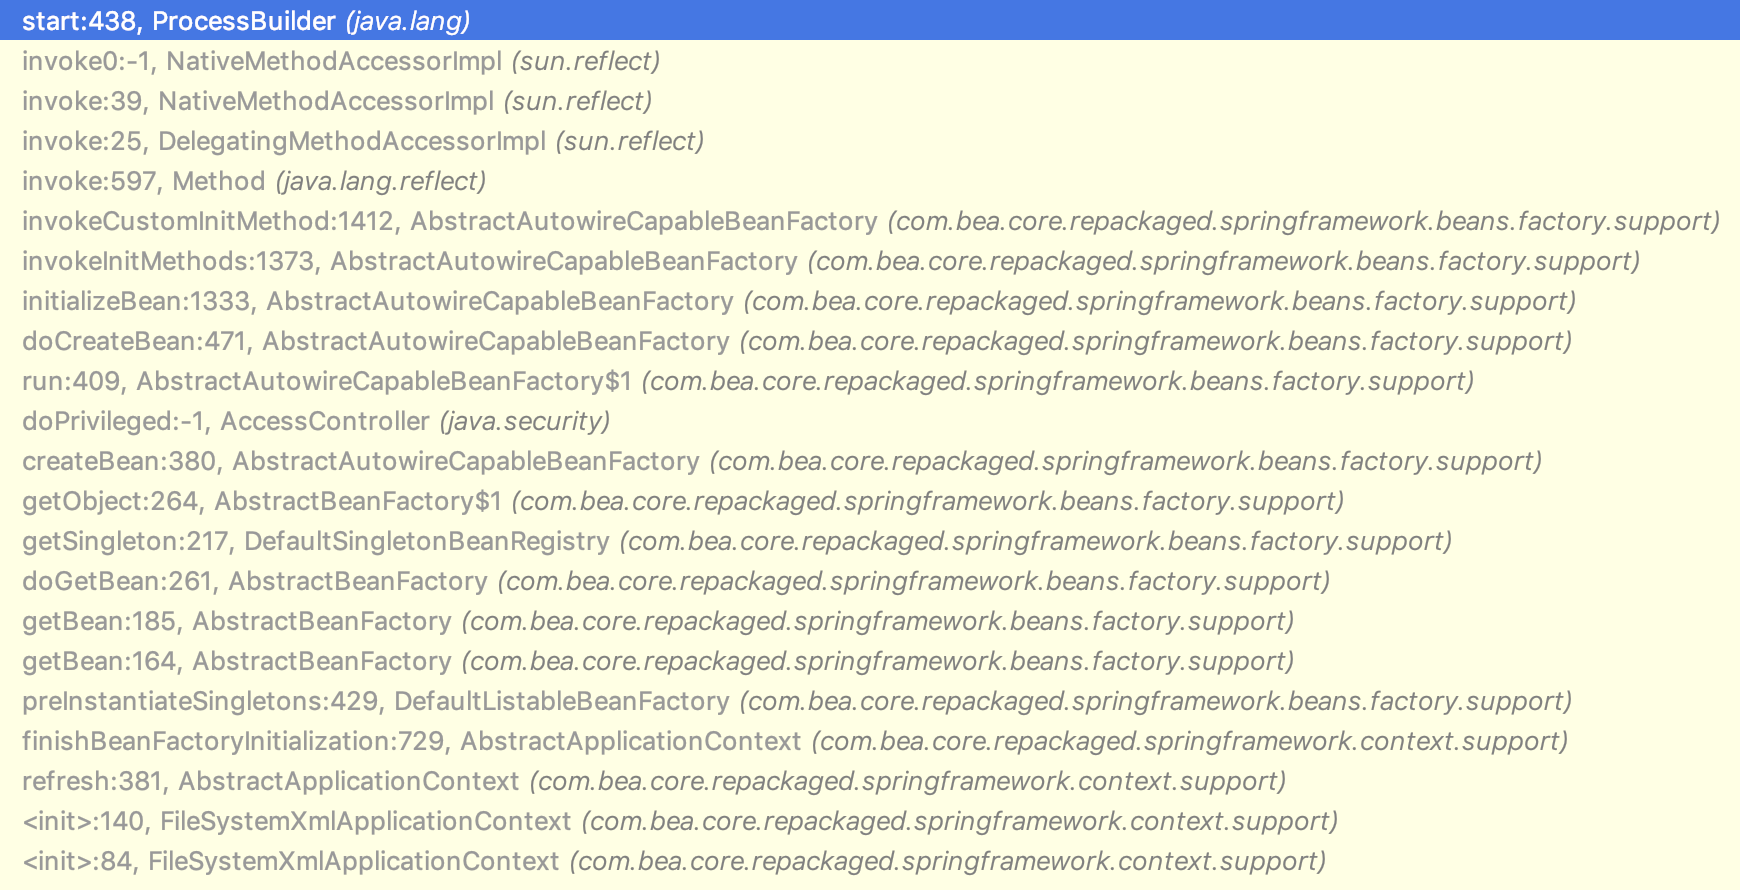 start:438, ProcessBuilder (java.lang)
invoke0:-1, NativeMethodAccessorImpl (sun.reflect)
invoke:39, NativeMethodAccessorImpl (sun.reflect)
invoke:25, DelegatingMethodAccessorImpl (sun.reflect)
invoke:597, Method (java.lang.reflect)
invokeCustomInitMethod:1412, AbstractAutowireCapableBeanFactory (com.bea.core.repackaged.springframework.beans.factory.support)
invokeInitMethods:1373, AbstractAutowireCapableBeanFactory (com.bea.core.repackaged.springframework.beans.factory.support)
initializeBean:1333, AbstractAutowireCapableBeanFactory (com.bea.core.repackaged.springframework.beans.factory.support)
doCreateBean:471, AbstractAutowireCapableBeanFactory (com.bea.core.repackaged.springframework.beans.factory.support)
run:409, AbstractAutowireCapableBeanFactory$1 (com.bea.core.repackaged.springframework.beans.factory.support)
doPrivileged:-1, AccessController (java.security)
createBean:380, AbstractAutowireCapableBeanFactory (com.bea.core.repackaged.springframework.beans.factory.support)
getObject:264, AbstractBeanFactory$1 (com.bea.core.repackaged.springframework.beans.factory.support)
getSingleton:217, DefaultSingletonBeanRegistry (com.bea.core.repackaged.springframework.beans.factory.support)
doGetBean:261, AbstractBeanFactory (com.bea.core.repackaged.springframework.beans.factory.support)
getBean:185, AbstractBeanFactory (com.bea.core.repackaged.springframework.beans.factory.support)
getBean:164, AbstractBeanFactory (com.bea.core.repackaged.springframework.beans.factory.support)
preInstantiateSingletons:429, DefaultListableBeanFactory (com.bea.core.repackaged.springframework.beans.factory.support)
finishBeanFactoryInitialization:729, AbstractApplicationContext (com.bea.core.repackaged.springframework.context.support)
refresh:381, AbstractApplicationContext (com.bea.core.repackaged.springframework.context.support)
<init>:140, FileSystemXmlApplicationContext (com.bea.core.repackaged.springframework.context.support)
<init>:84, FileSystemXmlApplicationContext (com.bea.core.repackaged.springframework.context.support)